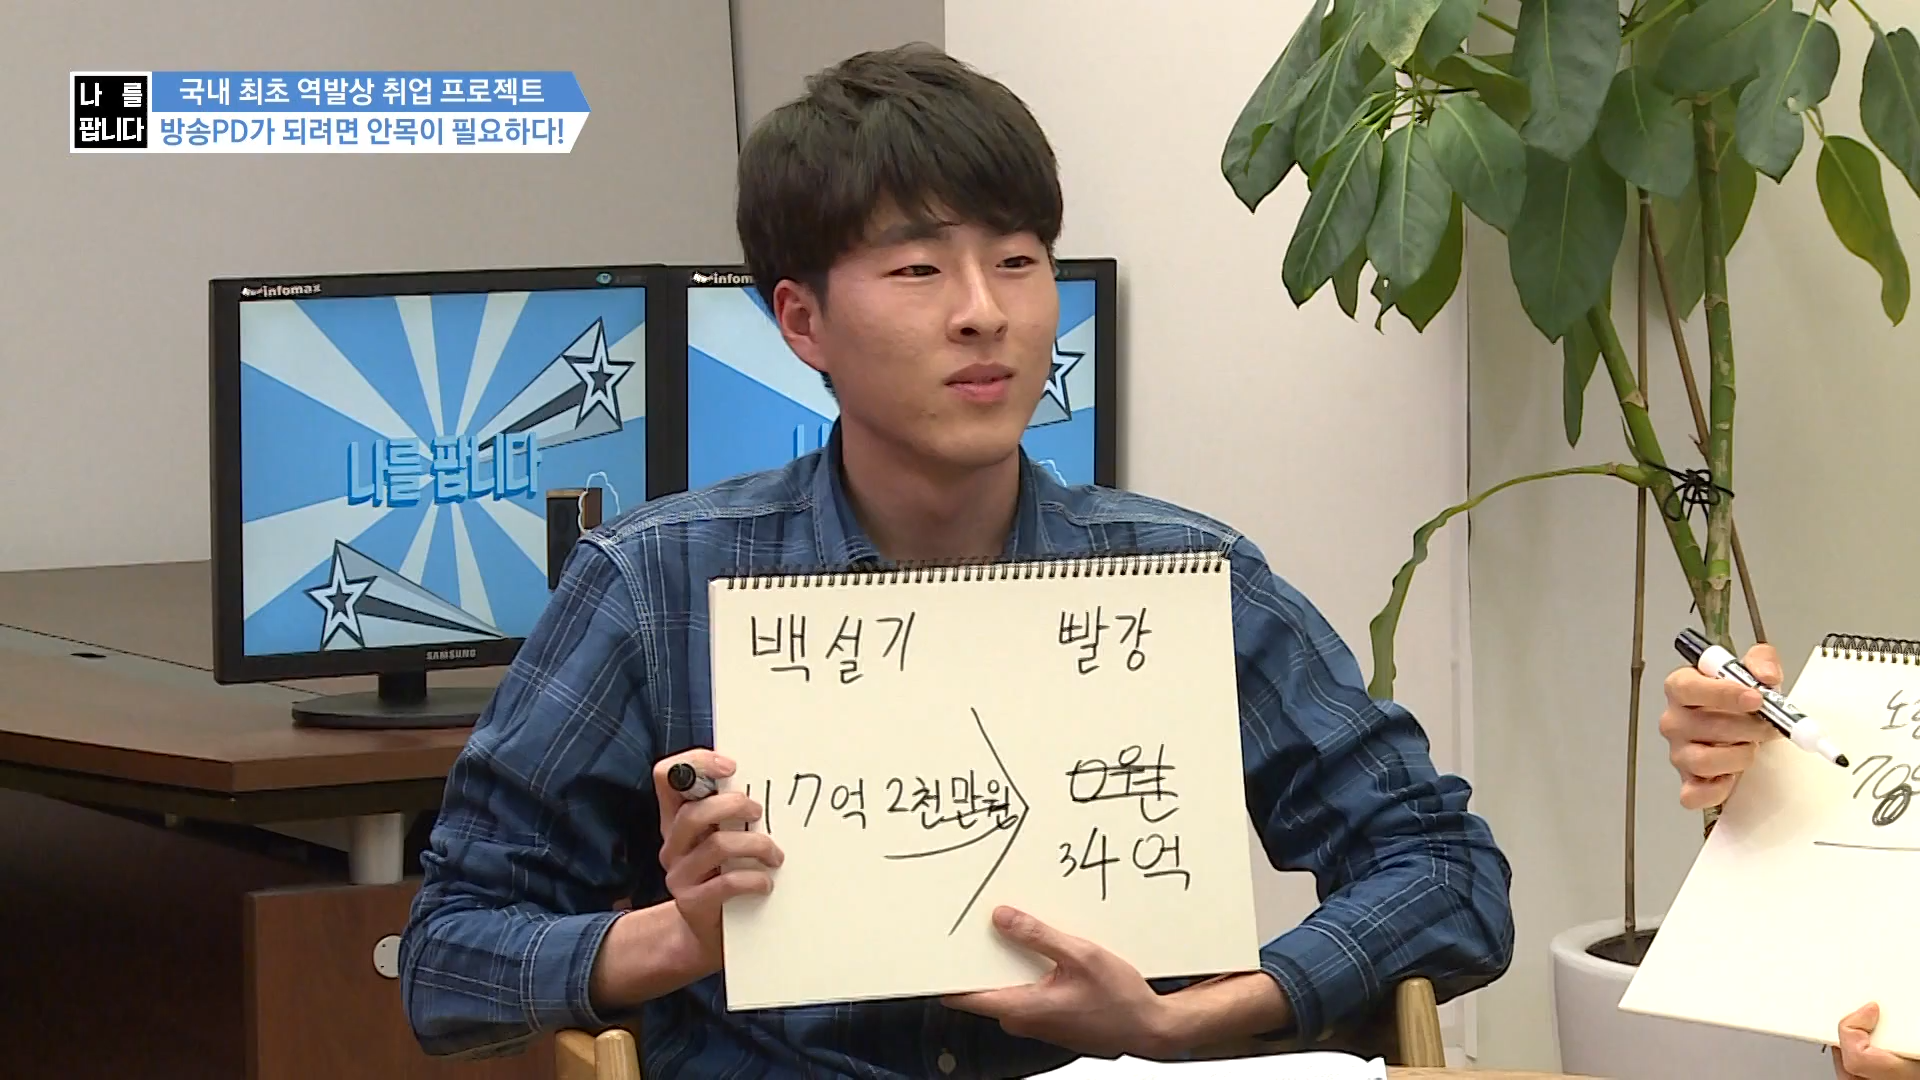 나를
팝니다
국내 최초 역발상 취업 프로젝트
방송PD가 되려면 안목이 필요하다!
infomax
나를 팝니다
SAMSUNG
백설기
빨강
117억 2천만원
0원
34억